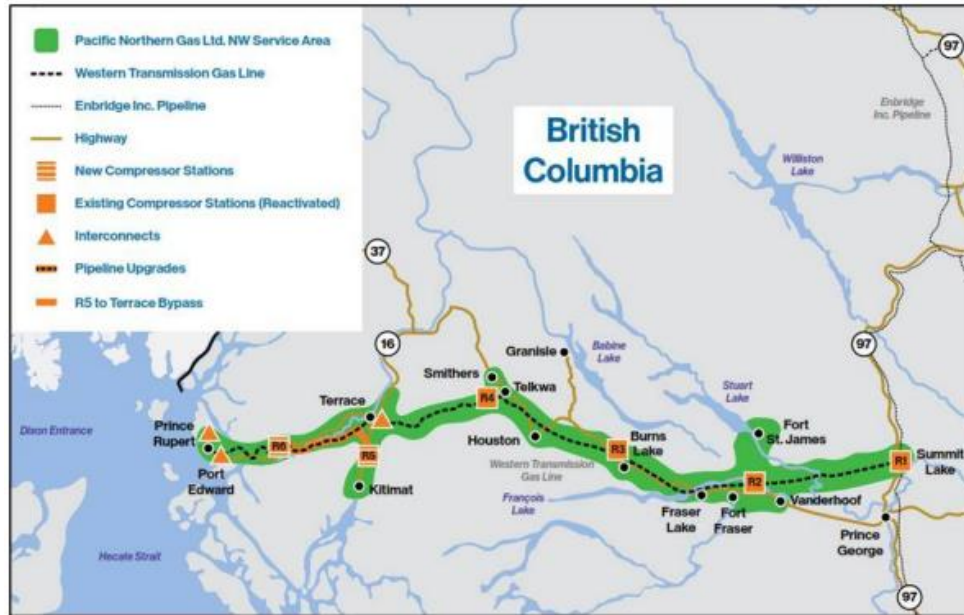 Pacific Northern Gas Ltd. NW Service Area
Western Transmission Gas Line
Enbridge Inc. Pipeline
Highway
New Compressor Stations
Existing Compressor Stations (Reactivated)
Interconnects
Pipeline Upgrades
R5 to Terrace Bypass
British
Columbia
97
97
Enbridge
Inc. Pipeline
Williston
Lake
37
16
97
Granisle
Babine
Lake
Smithers
Telkwa
Stuart
Lake
Terrace
Dixon Entrance
Prince
Rupert
R4
R6
R5
Houston
R3
Burns
Lake
Fort
St. James
Summit
Lake
R1
Port
Edward
Kitimat
Western Transmission
Gas Line
François
Lake
R2
Fraser
Lake
Fort
Fraser
Vanderhoof
Prince
George
Hecate Strait
97